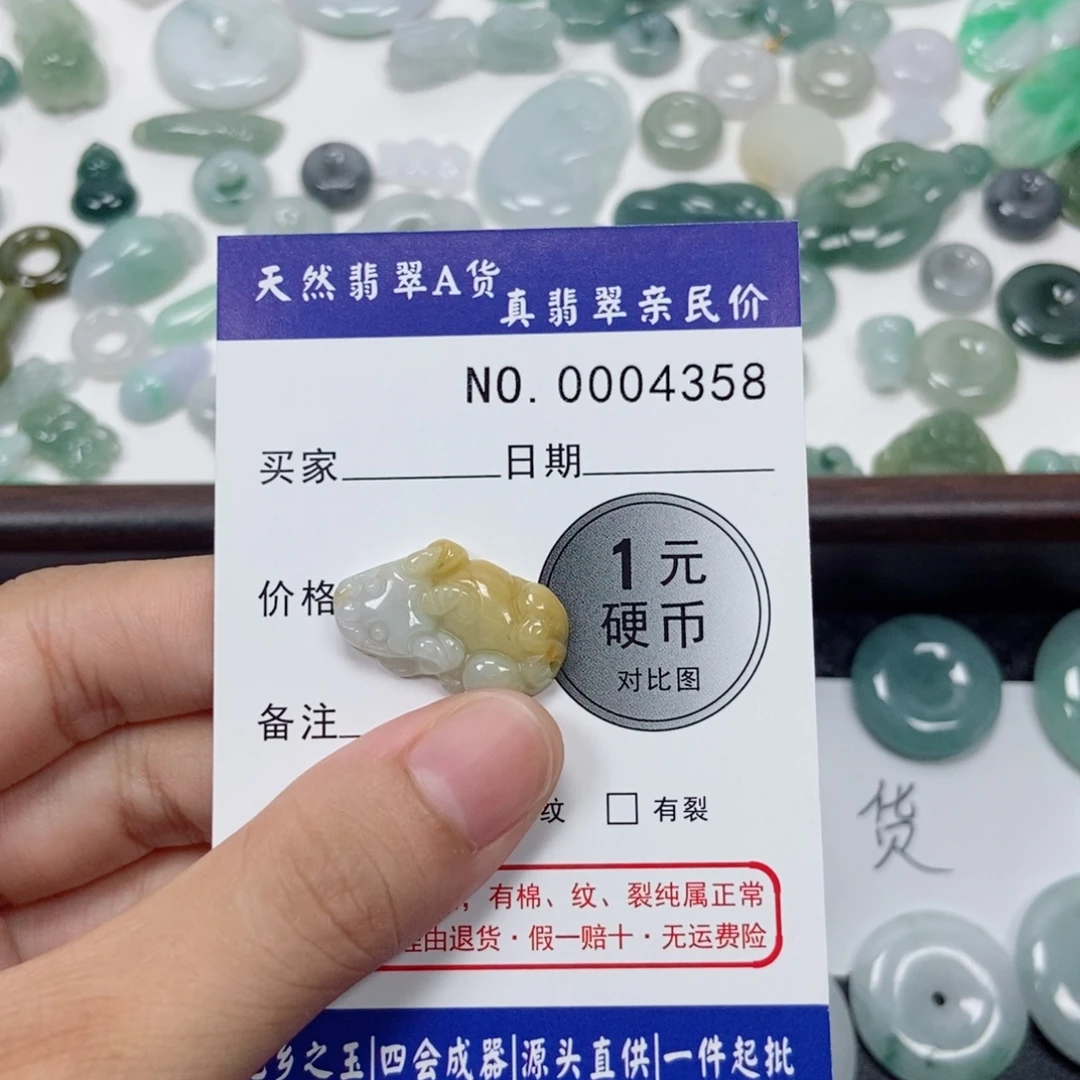 天然翡翠A货
真翡翠亲民价
NO. 0004358
买家 日期
1元
硬币
对比图
价格
备注
纹 □ 有裂
有棉、纹、裂纯属正常
由退货·假一赔十·无运费险
之玉|四会成器|源头直供|一件起批
货